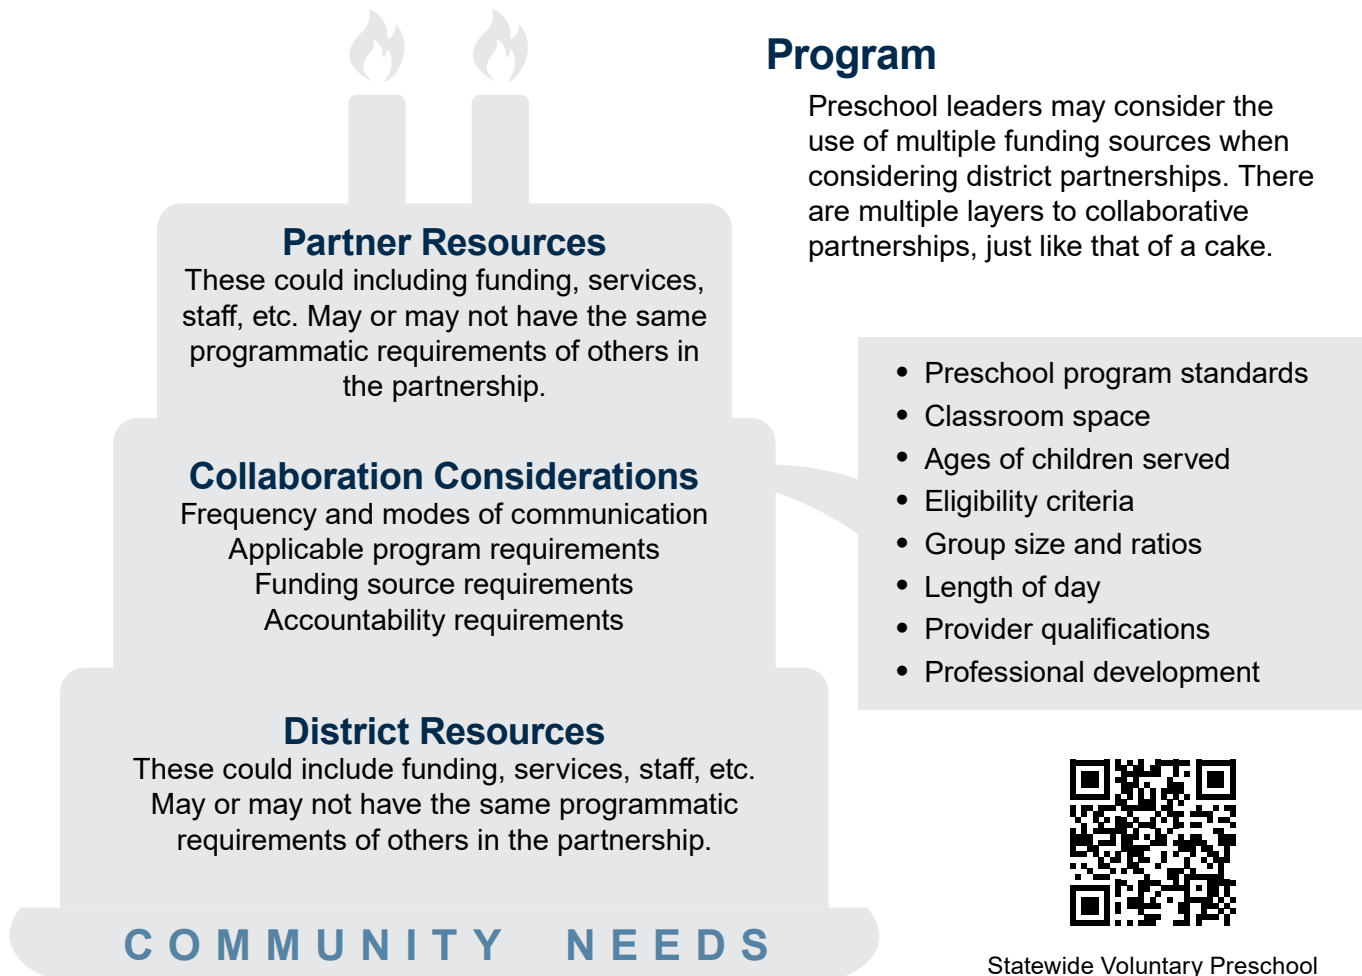 Program
Preschool leaders may consider the
use of multiple funding sources when
considering district partnerships. There
are multiple layers to collaborative
partnerships, just like that of a cake.
Partner Resources
These could including funding, services,
staff, etc. May or may not have the same
programmatic requirements of others in
the partnership.
Collaboration Considerations
Frequency and modes of communication
Applicable program requirements
Funding source requirements
Accountability requirements
• Preschool program standards
• Classroom space
• Ages of children served
• Eligibility criteria
• Group size and ratios
• Length of day
• Provider qualifications
• Professional development
District Resources
These could include funding, services, staff, etc.
May or may not have the same programmatic
requirements of others in the partnership.
COMMUNITY NEEDS
Statewide Voluntary Preschool